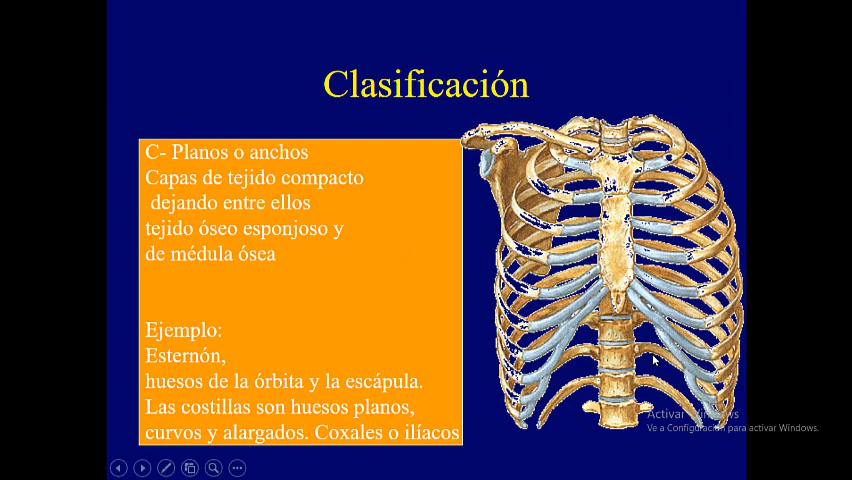 Clasificación
C- Planos o anchos
Capas de tejido compacto
dejando entre ellos
tejido óseo esponjoso y
de médula ósea
Ejemplo:
Esternón,
huesos de la órbita y la escápula.
Las costillas son huesos planos,
curvos y alargados. Coxales o ilíacos
Activar Windows
Ve a Configuración para activar Windows.